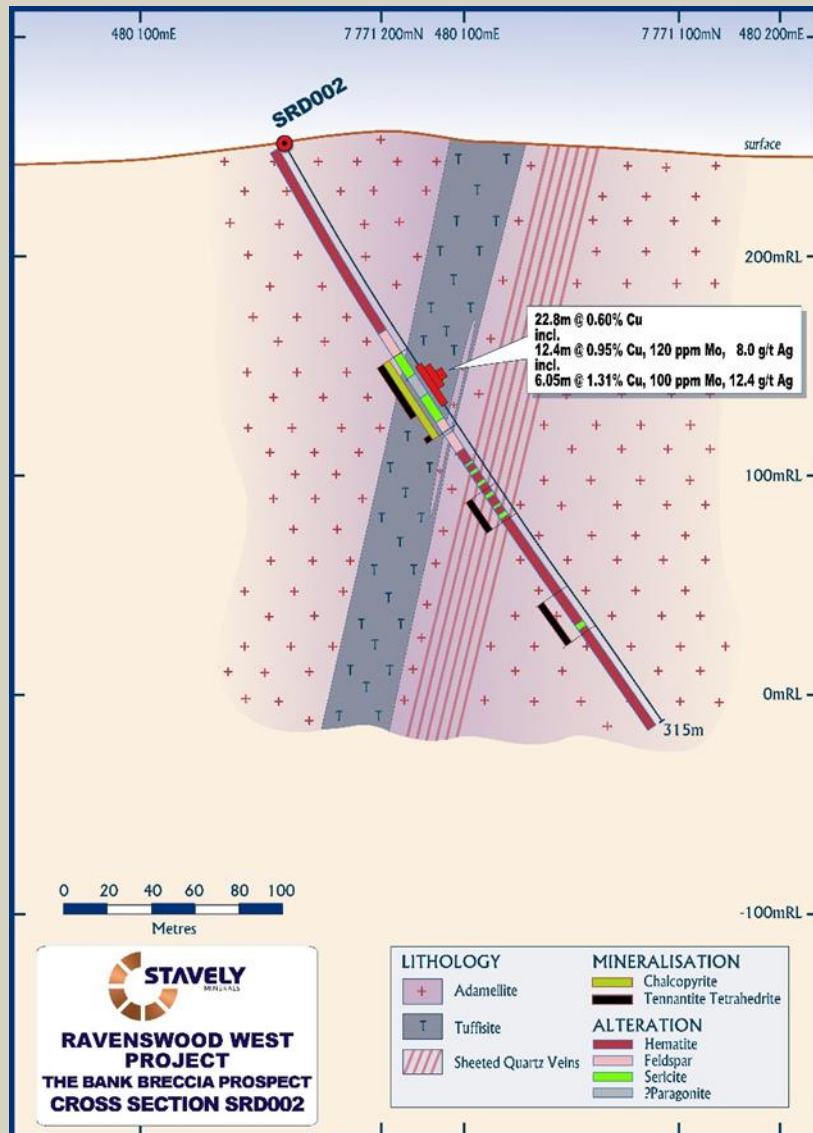 480 100mE
7 771 200mN
480 100mE
7 771 100mN
480 200mE
SRD002
surface
200mRL
22.8m @ 0.60% Cu
incl.
12.4m @ 0.95% Cu, 120 ppm Mo, 8.0 g/t Ag
incl.
6.05m @ 1.31% Cu, 100 ppm Mo, 12.4 g/t Ag
100mRL
0mRL
315m
-100mRL
0 20 40 60 80 100
Metres
STAVELY
MINERALS
RAVENSWOOD WEST
PROJECT
THE BANK BRECCIA PROSPECT
CROSS SECTION SRD002
LITHOLOGY
+ Adamellite
T Tuffisite
Sheeted Quartz Veins
MINERALISATION
Chalcopyrite
Tennantite Tetrahedrite
ALTERATION
Hematite
Feldspar
Sericite
?Paragonite